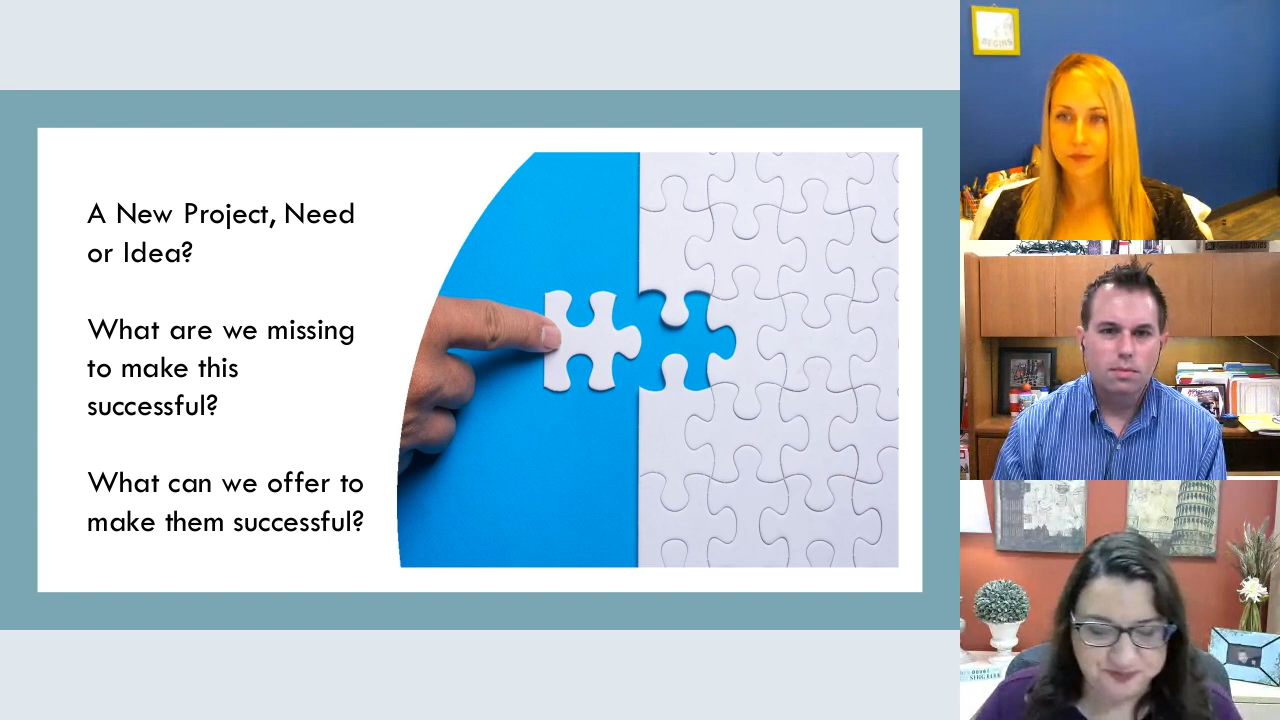 A New Project, Need
or Idea?
What are we missing
to make this
successful?
What can we offer to
make them successful?
BEGINS